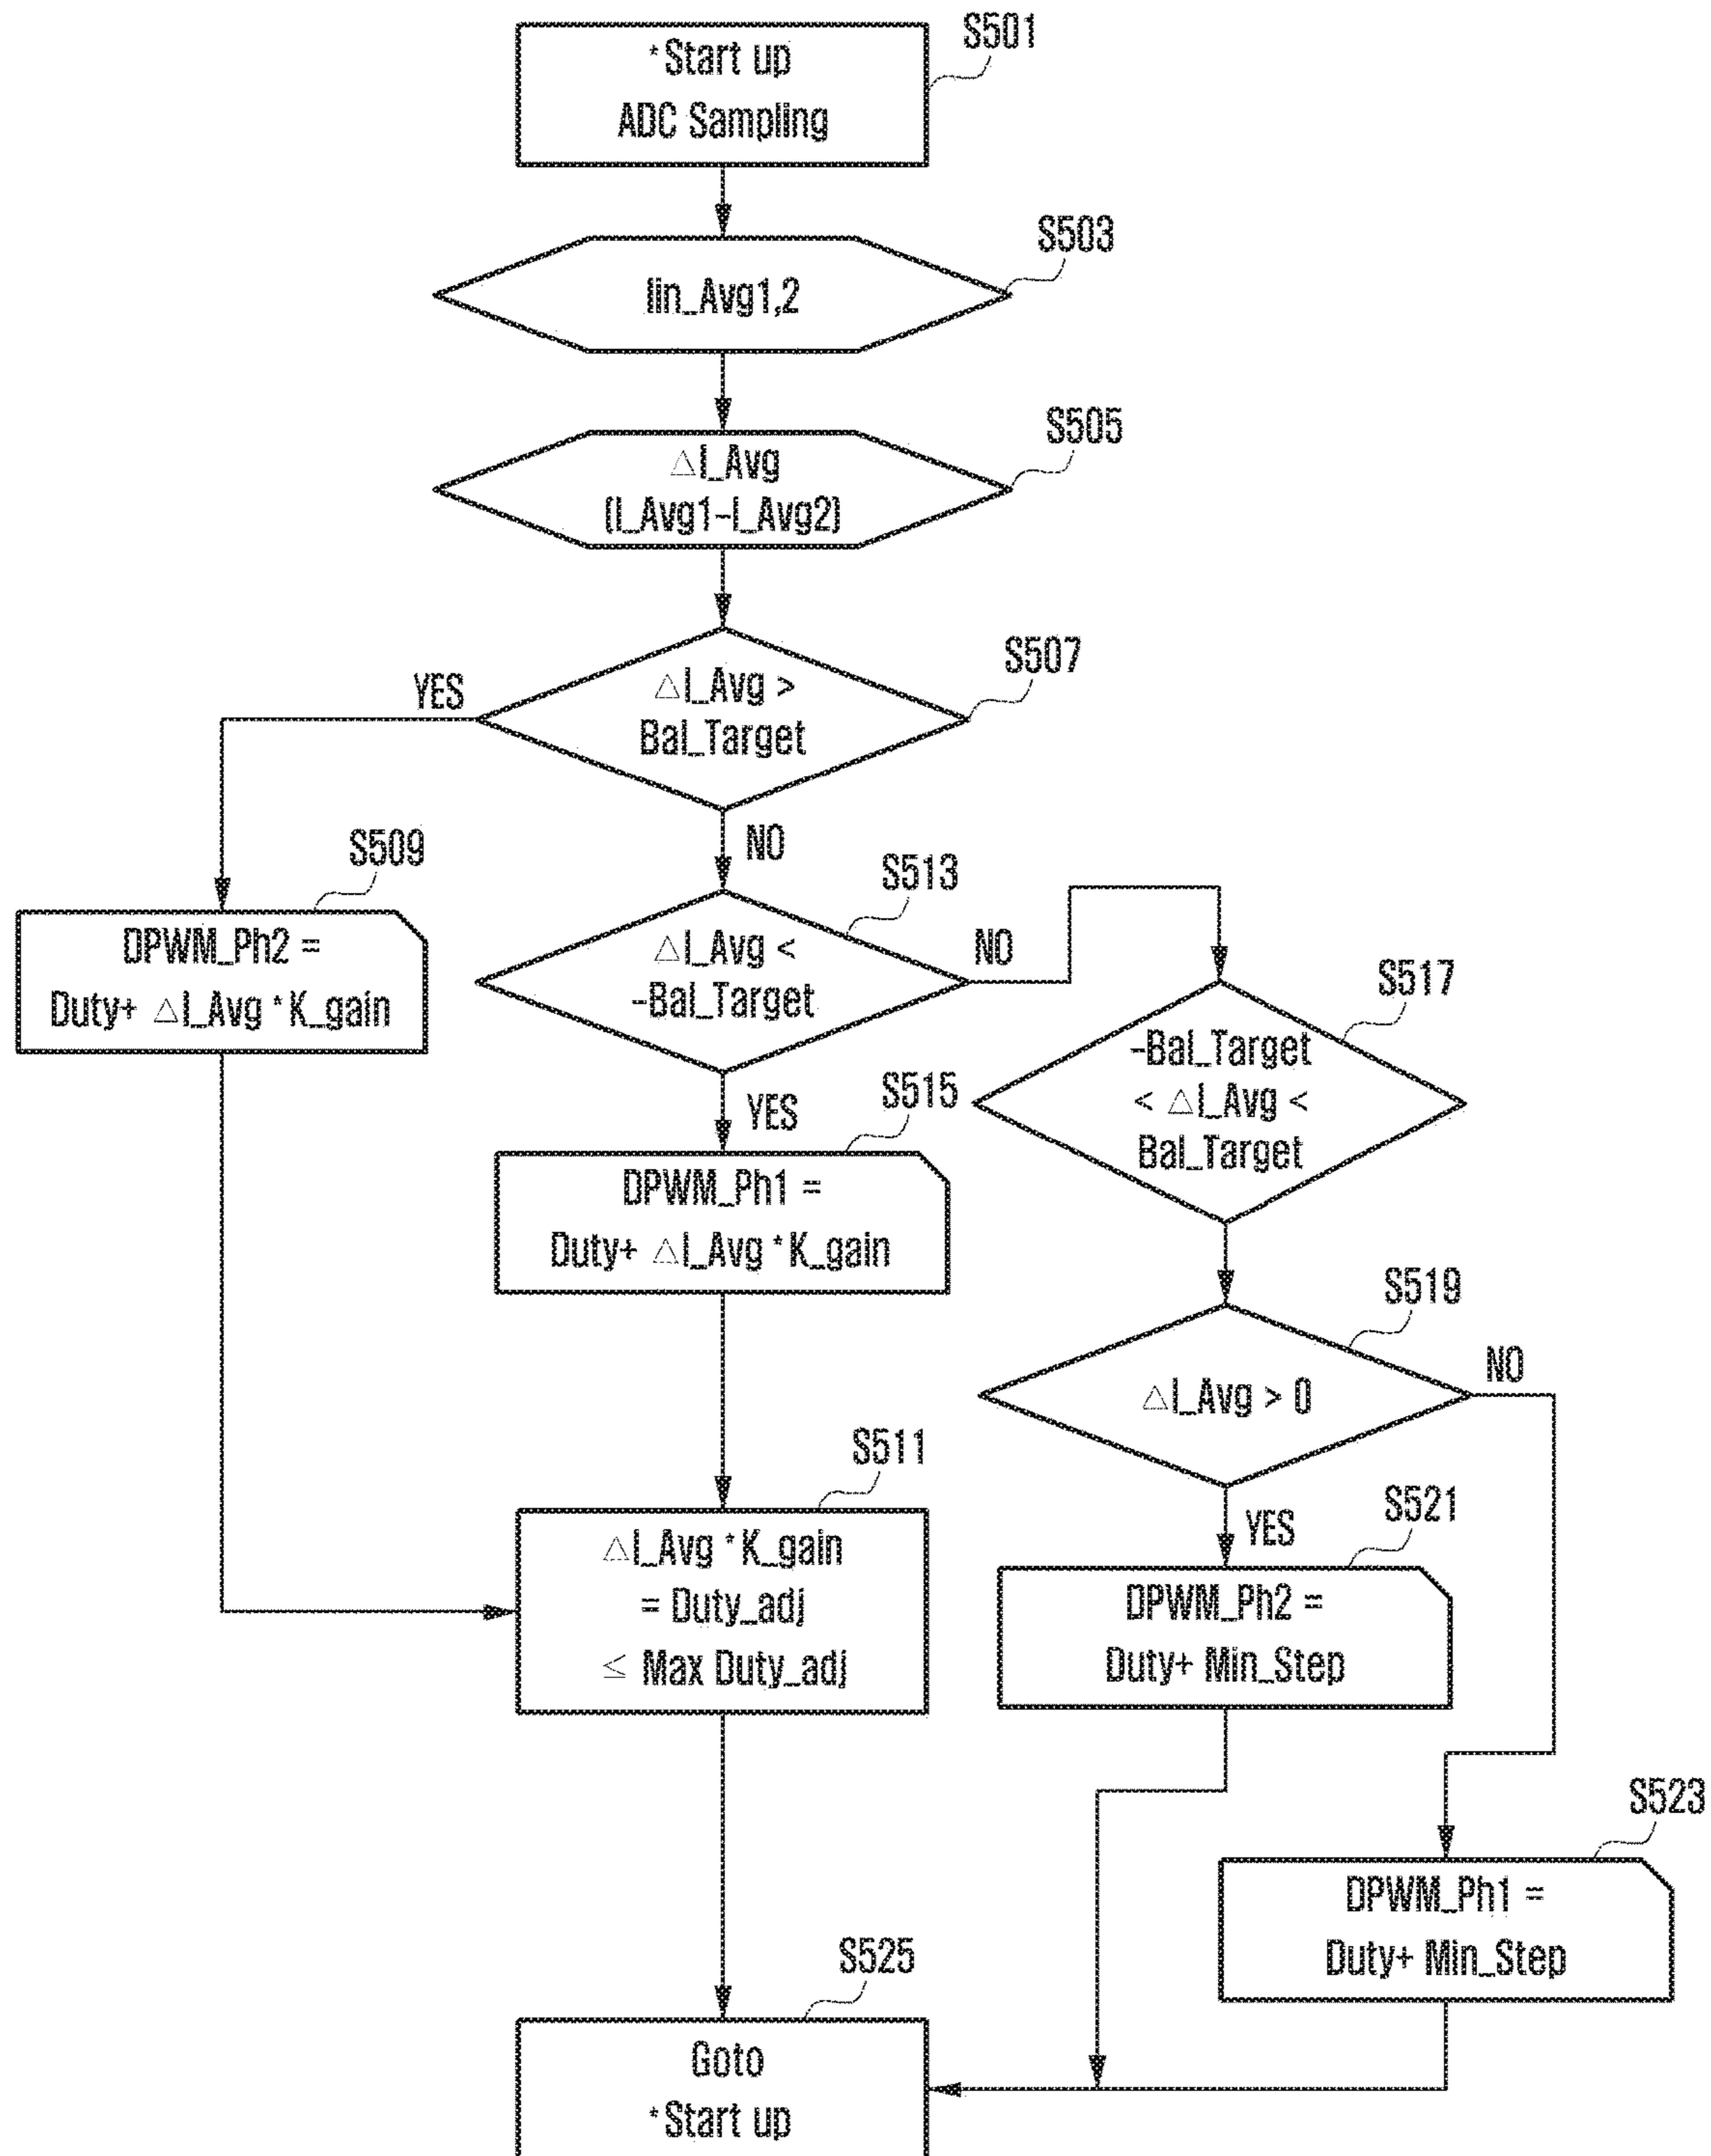 S501
*Start up
ADC Sampling
S503
Iin_Avg1,2
S505
△I_Avg
(I_Avg1-I_Avg2)
S507
△I_Avg >
Bal_Target
YES
NO
S509
DPWM_Ph2 =
Duty+ △I_Avg *K_gain
S513
△I_Avg <
-Bal_Target
NO
YES
S517
-Bal_Target
< △I_Avg <
Bal_Target
S515
DPWM_Ph1 =
Duty+ △I_Avg *K_gain
S519
△I_Avg > 0
NO
YES
S511
△I_Avg *K_gain
= Duty_adj
≤ Max Duty_adj
S521
DPWM_Ph2 =
Duty+ Min_Step
S523
DPWM_Ph1 =
Duty+ Min_Step
S525
Goto
*Start up